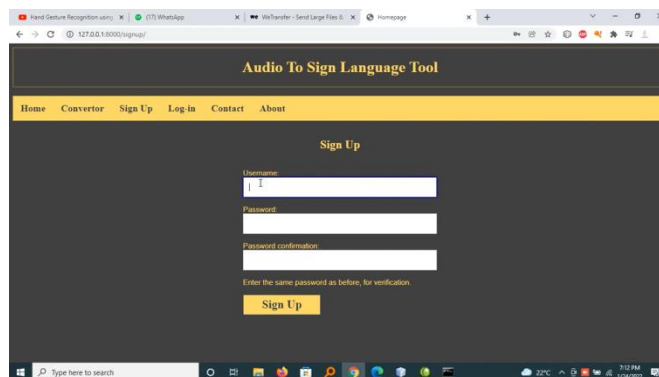 Hand Gesture Recognition using
(17) WhatsApp
WeTransfer - Send Large Files &
Homepage
127.0.0.1:8000/signup/
Audio To Sign Language Tool
Home Convertor Sign Up Log-in Contact About
Sign Up
Username:
Password:
Password confirmation:
Enter the same password as before, for verification.
Sign Up
Type here to search
22°C
7:12 PM